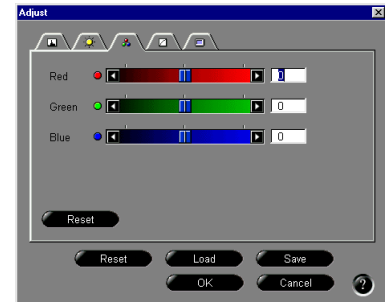 Adjust
Red 0
Green 0
Blue 0
Reset
Reset Load Save
OK Cancel ?